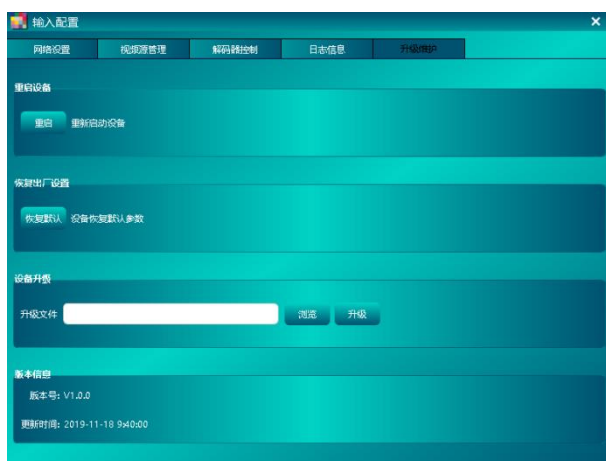 输入配置
网络设置 视频源管理 解码器控制 日志信息 升级维护
重启设备
重启 重新启动设备
恢复出厂设置
恢复默认 设备恢复默认参数
设备升级
升级文件 浏览 升级
版本信息
版本号: V1.0.0
更新时间: 2019-11-18 9:40:00